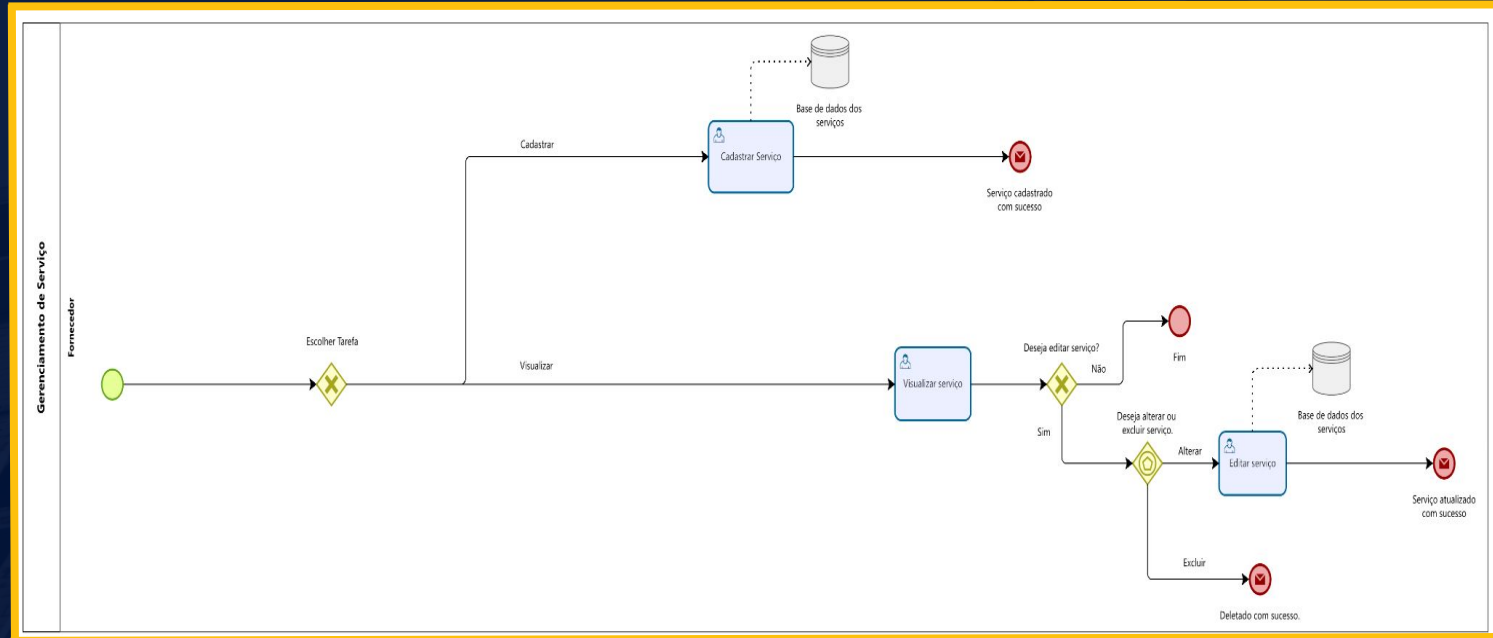 Gerenciamento de Serviço
Fornecedor
Base de dados dos
serviços
Cadastrar
Cadastrar Serviço
Serviço cadastrado
com sucesso
Escolher Tarefa
Visualizar
Visualizar serviço
Deseja editar serviço?
Não
Fim
Sim
Deseja alterar ou
excluir serviço.
Alterar
Editar serviço
Base de dados dos
serviços
Serviço atualizado
com sucesso
Excluir
Deletado com sucesso.